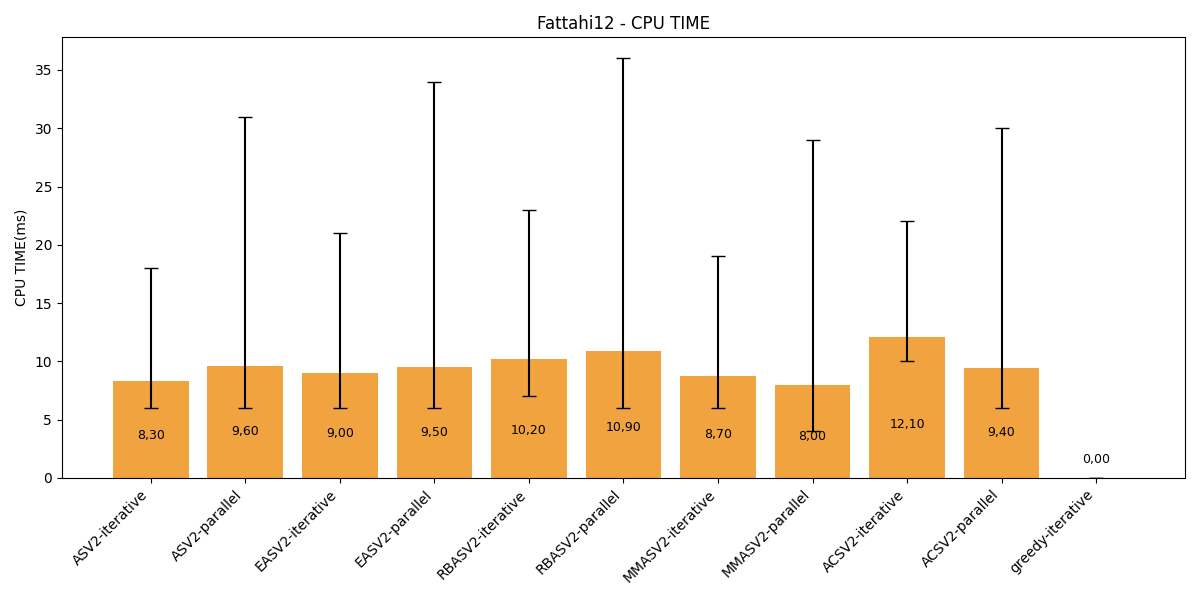 Fattahi12 - CPU TIME
CPU TIME(ms)
35
30
25
20
15
10
5
0
8,30
9,60
9,00
9,50
10,20
10,90
8,70
8,00
12,10
9,40
0,00
ASV2-iterative
ASV2-parallel
EASV2-iterative
EASV2-parallel
RBASV2-iterative
RBASV2-parallel
MMASV2-iterative
MMASV2-parallel
ACSV2-iterative
ACSV2-parallel
greedy-iterative